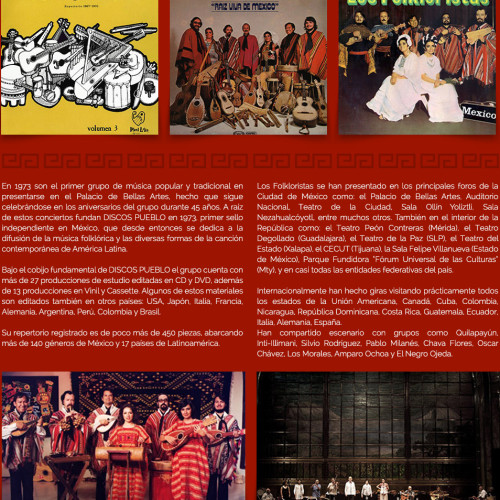 Repertorio 1967-1970
volumen 3
"RAIZ VIVA DE MEXICO"
Los Folkloristas
Mexico
En 1973 son el primer grupo de música popular y tradicional en
presentarse en el Palacio de Bellas Artes, hecho que sigue
celebrándose en los aniversarios del grupo durante 45 años. A raíz
de estos conciertos fundan DISCOS PUEBLO en 1973, primer sello
independiente en México, que desde entonces se dedica a la
difusión de la música folklórica y las diversas formas de la canción
contemporánea de América Latina.
Bajo el cobijo fundamental de DISCOS PUEBLO el grupo cuenta con
más de 27 producciones de estudio editadas en CD y DVD, además
de 13 producciones en Vinil y Cassette. Algunos de estos materiales
son editados también en otros países: USA, Japón, Italia, Francia,
Alemania, Argentina, Perú, Colombia y Brasil.
Su repertorio registrado es de poco más de 450 piezas, abarcando
más de 140 géneros de México y 17 países de Latinoamérica.
Los Folkloristas se han presentado en los principales foros de la
Ciudad de México como: el Palacio de Bellas Artes, Auditorio
Nacional, Teatro de la Ciudad, Sala Ollin Yoliztli, Sala
Nezahualcóyotl, entre muchos otros. También en el interior de la
República como: el Teatro Peón Contreras (Mérida), el Teatro
Degollado (Guadalajara), el Teatro de la Paz (SLP), el Teatro del
Estado (Xalapa), el CECUT (Tijuana), la Sala Felipe Villanueva (Estado
de México), Parque Fundidora "Fórum Universal de las Culturas"
(Mty), y en casi todas las entidades federativas del país.
Internacionalmente han hecho giras visitando prácticamente todos
los estados de la Unión Americana, Canadá, Cuba, Colombia,
Nicaragua, República Dominicana, Costa Rica, Guatemala, Ecuador,
Italia, Alemania, España.
Han compartido escenario con grupos como Quilapayún,
Inti-Illimani, Silvio Rodríguez, Pablo Milanés, Chava Flores, Oscar
Chávez, Los Morales, Amparo Ochoa y El Negro Ojeda.